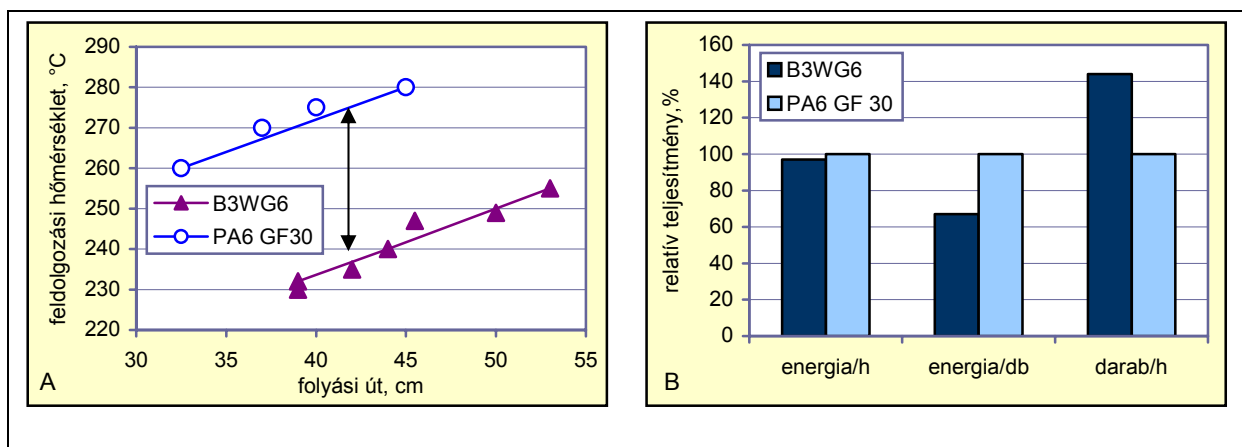 feldolgozási hőmérséklet, °C
290
280
270
260
250
240
230
220
B3WG6
PA6 GF30
30 35 40 45 50 55
folyási út, cm
A
relatív teljesítmény,%
160
140
120
100
80
60
40
20
0
B3WG6
PA6 GF 30
energia/h energia/db darab/h
B